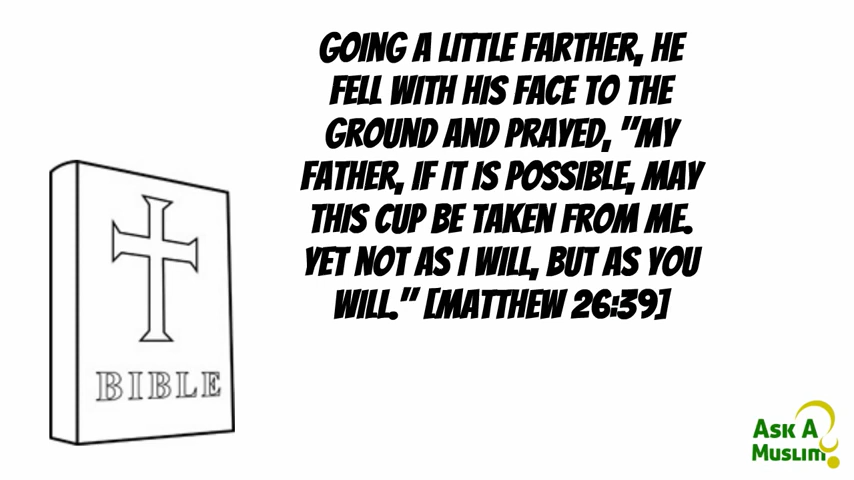 GOING A LITTLE FARTHER, HE
FELL WITH HIS FACE TO THE
GROUND AND PRAYED, "MY
FATHER, IF IT IS POSSIBLE, MAY
THIS CUP BE TAKEN FROM ME.
YET NOT AS I WILL, BUT AS YOU
WILL." [MATTHEW 26:39]
BIBLE
Ask A
Muslim?